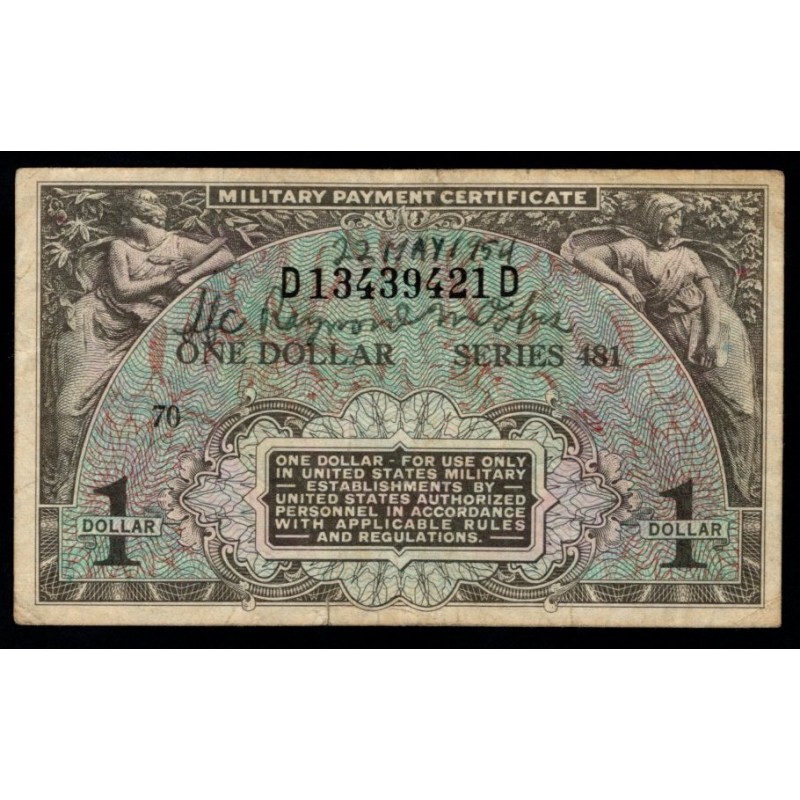 MILITARY PAYMENT CERTIFICATE
22 MAY 1954
D13439421D
Raymond
ONE DOLLAR SERIES 481
70
ONE DOLLAR - FOR USE ONLY
IN UNITED STATES MILITARY
ESTABLISHMENTS BY
UNITED STATES AUTHORIZED
PERSONNEL IN ACCORDANCE
WITH APPLICABLE RULES
— AND REGULATIONS. —
1 DOLLAR
1 DOLLAR